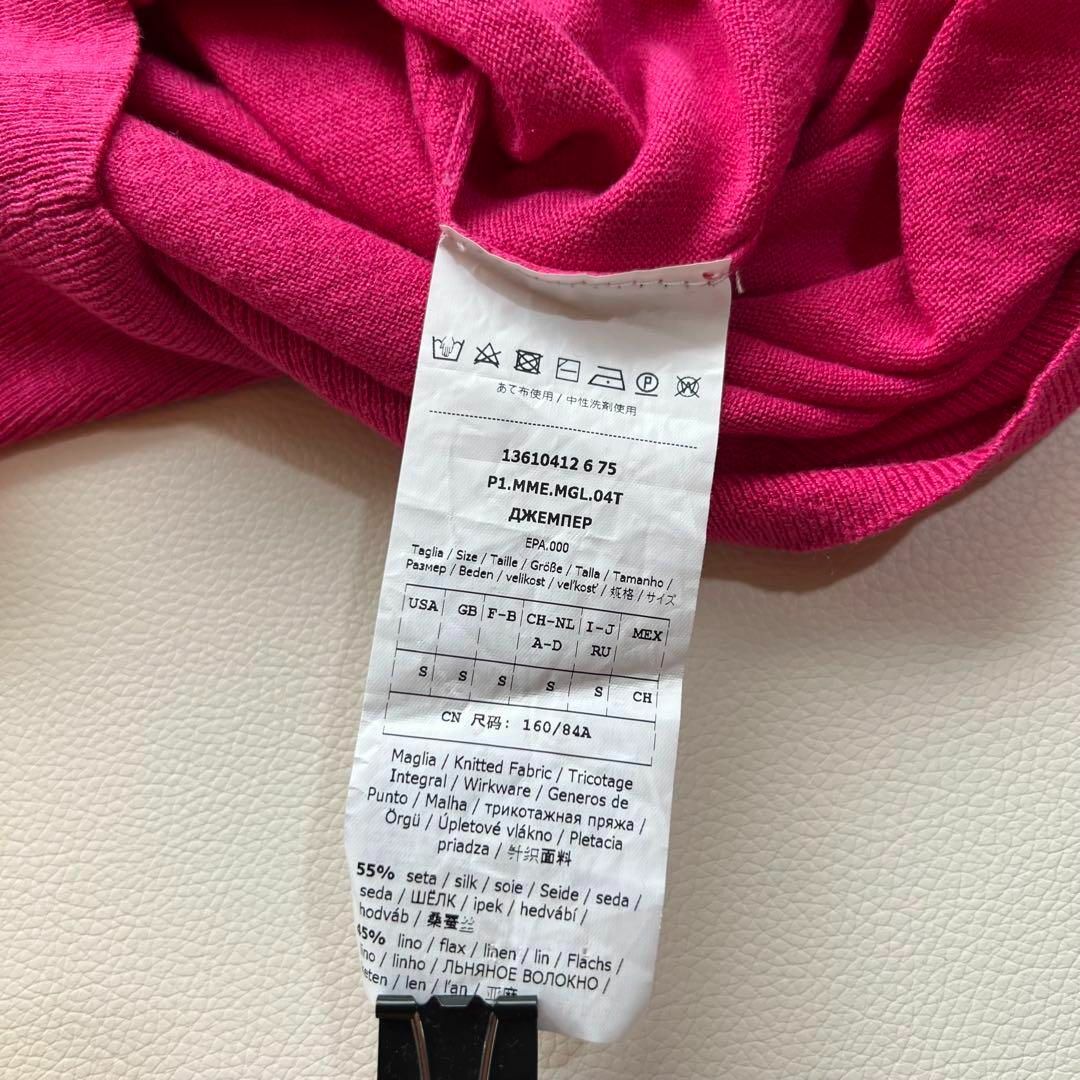 P
W
あて布使用 / 中性洗剤使用
13610412 6 75
P1.MME.MGL.04T
ДЖЕМПЕР
EPA.000
Taglia / Size / Taille / Größe / Talla / Tamanho /
Размер / Beden / velikost / veľkosť / 规格 / サイズ
USA GB F-B CH-NL I-J MEX
A-D RU
S S S S S CH
CN 尺码: 160/84A
Maglia / Knitted Fabric / Tricotage
Integral / Wirkware / Generos de
Punto / Malha / трикотажная пряжа /
Örgü / Úpletové vlákno / Pletacia
priadza / 针织面料
55% seta / silk / soie / Seide / seda /
seda / ШЁЛК / ipek / hedvábí /
hodváb / 桑蚕丝
45% lino / flax / linen / lin / Flachs /
lino / linho / ЛЬНЯНОЕ ВОЛОКНО /
keten / len / ľan / 亚麻